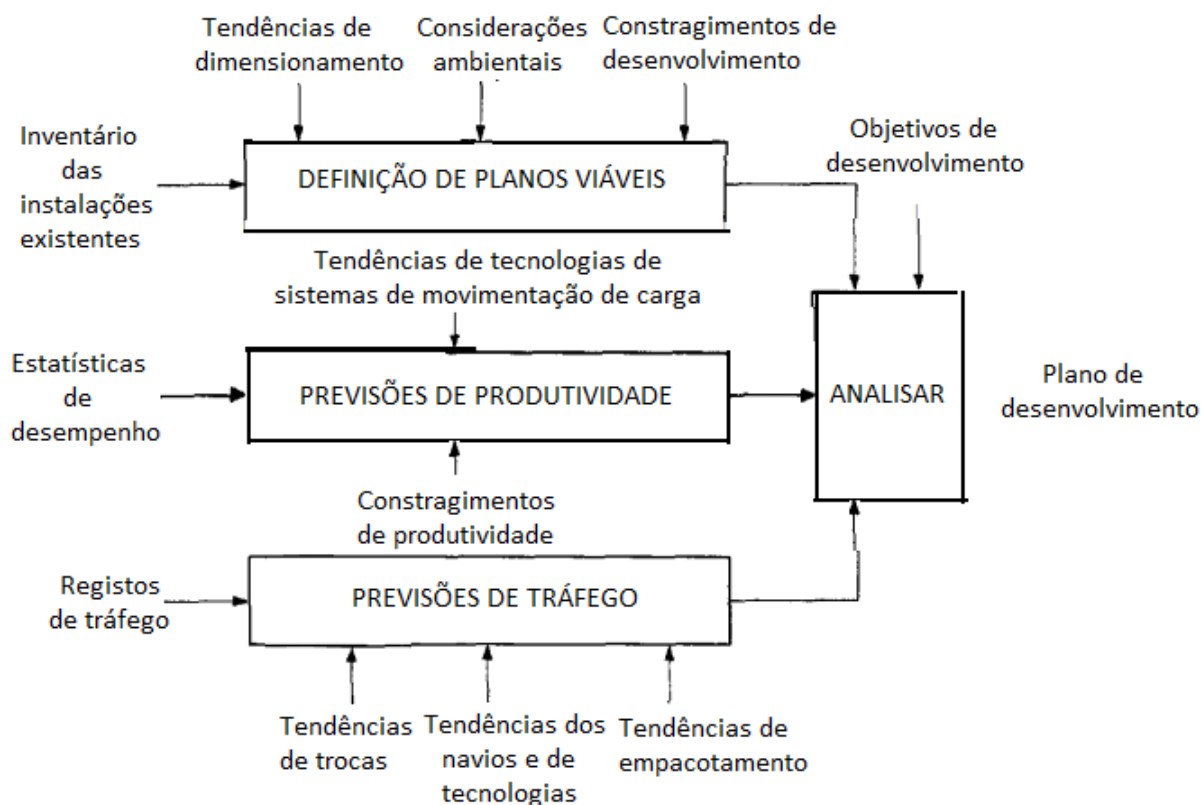 Tendências de
dimensionamento
Considerações
ambientais
Constragimentos de
desenvolvimento
Inventário
das
instalações
existentes
DEFINIÇÃO DE PLANOS VIÁVEIS
Objetivos de
desenvolvimento
Tendências de tecnologias de
sistemas de movimentação de carga
Estatísticas
de
desempenho
PREVISÕES DE PRODUTIVIDADE
ANALISAR
Plano de
desenvolvimento
Constragimentos
de produtividade
Registos
de tráfego
PREVISÕES DE TRÁFEGO
Tendências
de trocas
Tendências dos
navios e de
tecnologias
Tendências de
empacotamento